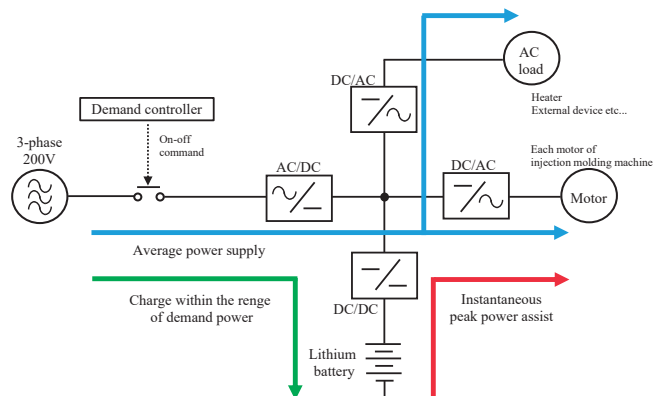 AC
load
DC/AC
Heater
External device etc...
Demand controller
3-phase
200V
On-off
command
AC/DC
DC/AC
Each motor of
injection molding machine
Motor
Average power supply
Charge within the renge
of demand power
DC/DC
Instantaneous
peak power assist
Lithium
battery